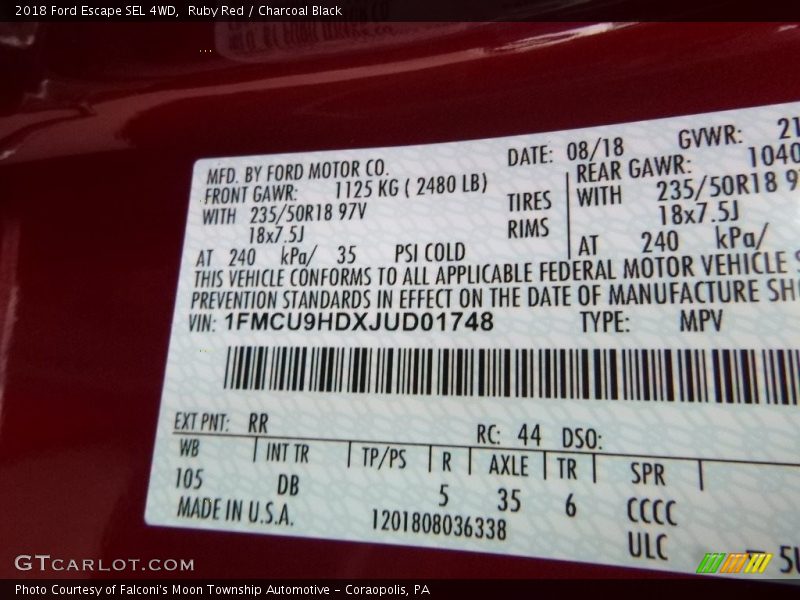 2018 Ford Escape SEL 4WD, Ruby Red / Charcoal Black
MFD. BY FORD MOTOR CO.
DATE: 08/18
GVWR: 21
FRONT GAWR: 1125 KG ( 2480 LB)
REAR GAWR: 1040
WITH 235/50R18 97V
TIRES
WITH 235/50R18 9
18x7.5J
RIMS
18x7.5J
AT 240 kPa/ 35 PSI COLD
AT 240 kPa/
THIS VEHICLE CONFORMS TO ALL APPLICABLE FEDERAL MOTOR VEHICLE S
PREVENTION STANDARDS IN EFFECT ON THE DATE OF MANUFACTURE SH
VIN: 1FMCU9HDXJUD01748 TYPE: MPV
EXT PNT: RR RC: 44 DSO:
WB INT TR TP/PS R AXLE TR SPR
105 DB 5 35 6 CCCC
MADE IN U.S.A. 1201808036338 ULC
5U
GTCARLOT.COM
Photo Courtesy of Falconi's Moon Township Automotive - Coraopolis, PA